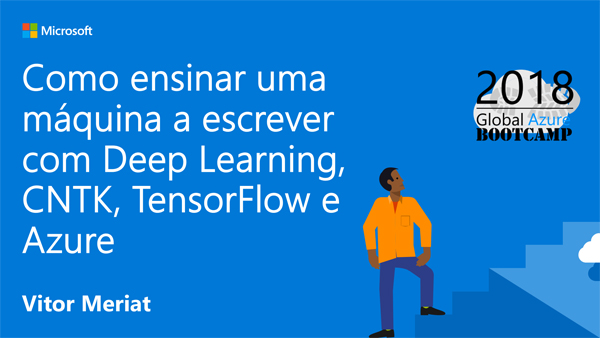 Microsoft
Como ensinar uma
máquina a escrever
com Deep Learning,
CNTK, TensorFlow e
Azure
Vitor Meriat
2018
Global Azure
BOOTCAMP